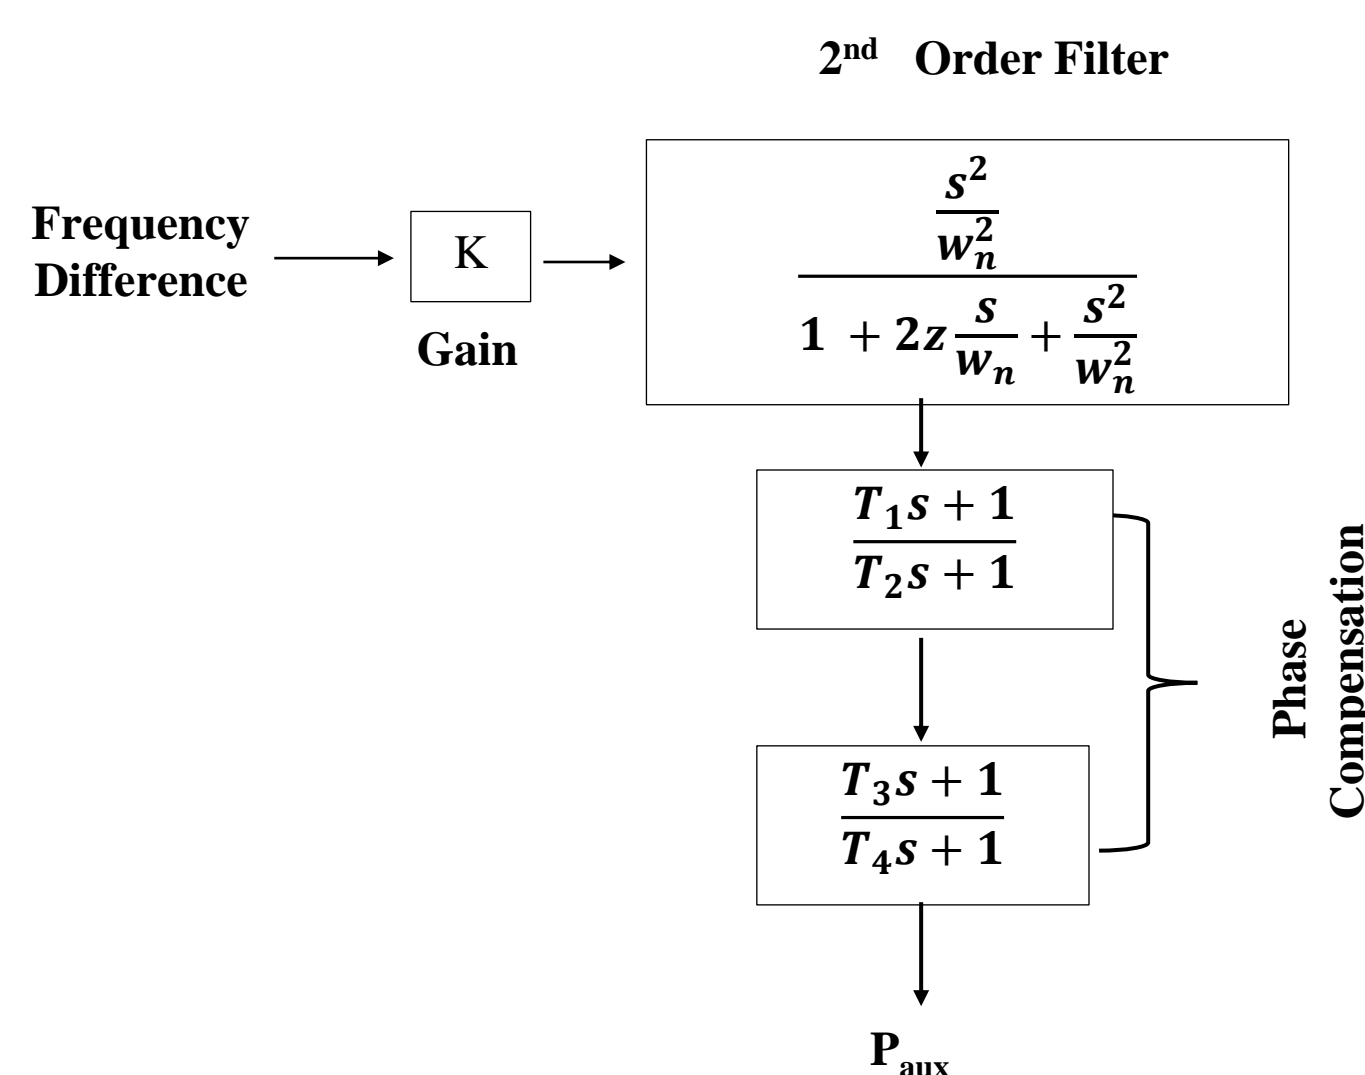 2nd Order Filter
Frequency
Difference
K
Gain
s²
wₙ²
1 + 2z s/wₙ + s²/wₙ²
T₁s + 1
T₂s + 1
T₃s + 1
T₄s + 1
Phase
Compensation
Paux